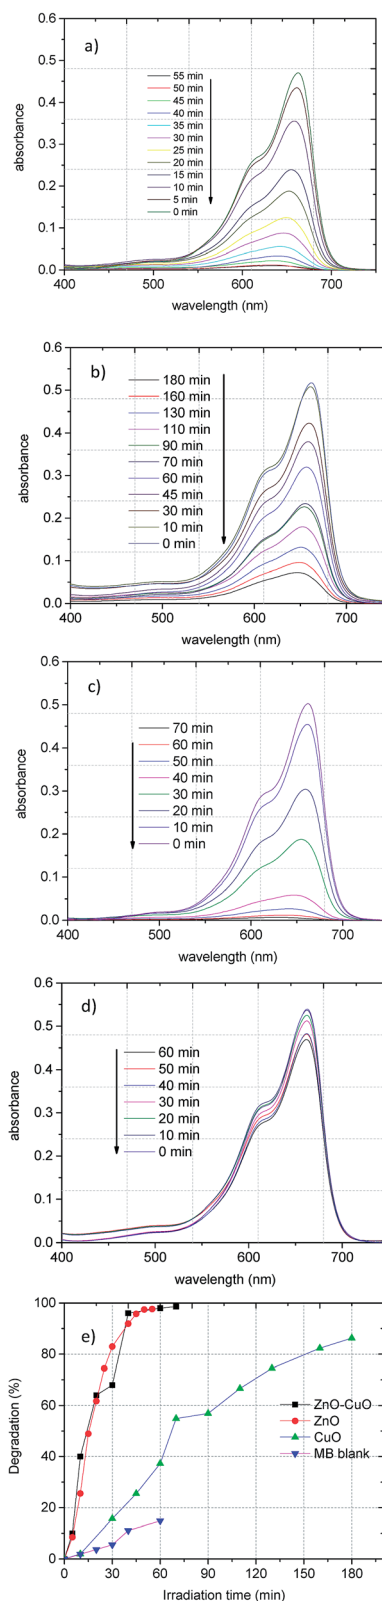 a)
0.6
0.5
0.4
0.3
0.2
0.1
0.0
absorbance
55 min
50 min
45 min
40 min
35 min
30 min
25 min
20 min
15 min
10 min
5 min
0 min
400 500 600 700
wavelength (nm)
b)
0.6
0.5
0.4
0.3
0.2
0.1
0.0
absorbance
180 min
160 min
130 min
110 min
90 min
70 min
60 min
45 min
30 min
10 min
0 min
400 500 600 700
wavelength (nm)
c)
0.6
0.5
0.4
0.3
0.2
0.1
0.0
absorbance
70 min
60 min
50 min
40 min
30 min
20 min
10 min
0 min
400 500 600 700
wavelength (nm)
d)
0.6
0.5
0.4
0.3
0.2
0.1
0.0
absorbance
60 min
50 min
40 min
30 min
20 min
10 min
0 min
400 500 600 700
wavelength (nm)
e)
100
80
60
40
20
0
Degradation (%)
ZnO-CuO
ZnO
CuO
MB blank
0 30 60 90 120 150 180
Irradiation time (min)